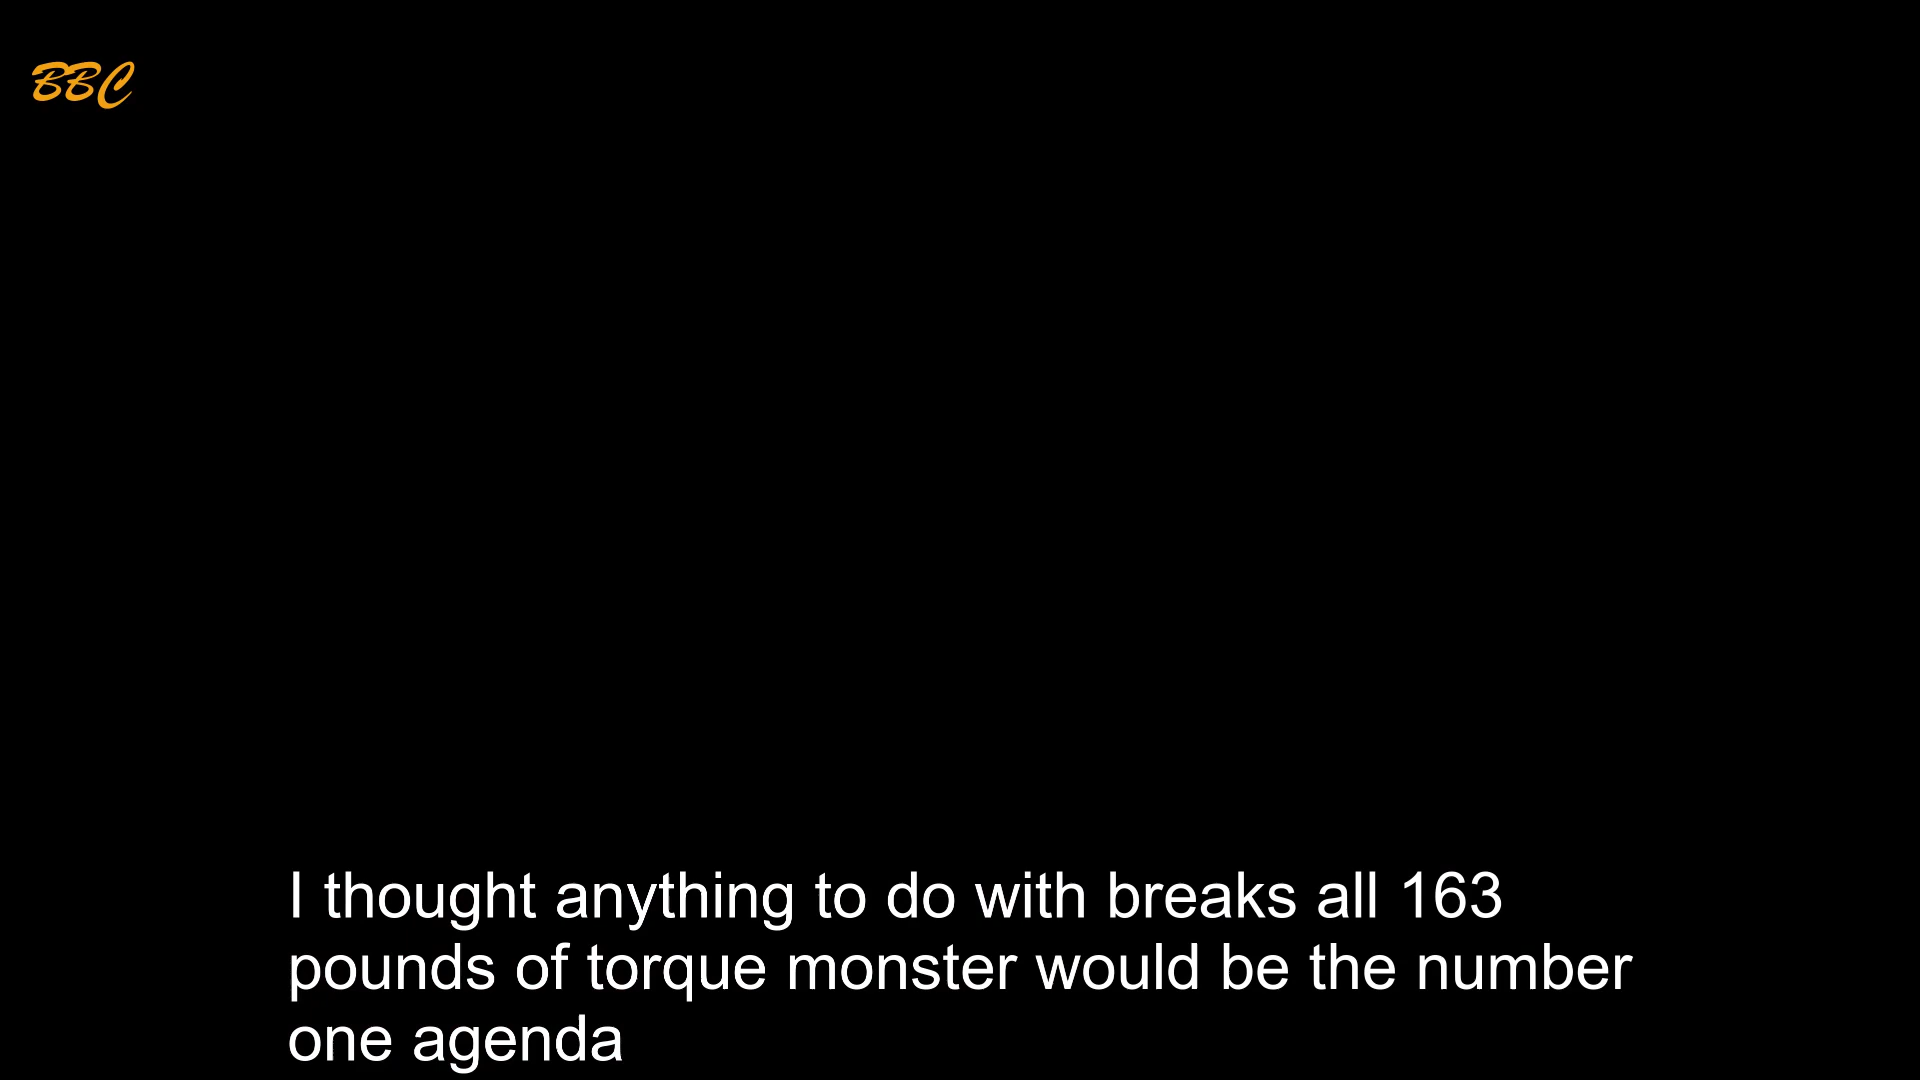 BBC
I thought anything to do with breaks all 163
pounds of torque monster would be the number
one agenda